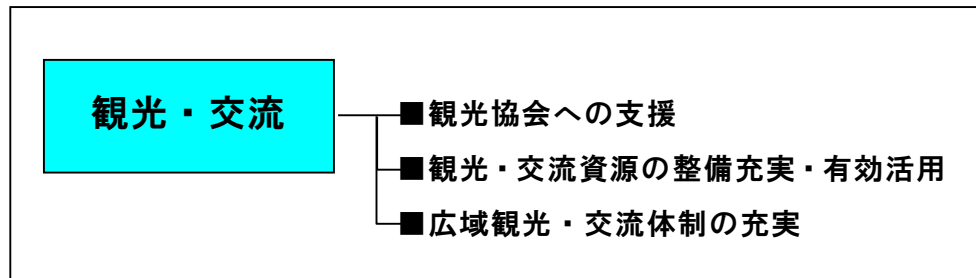 観光・交流
■観光協会への支援
■観光・交流資源の整備充実・有効活用
■広域観光・交流体制の充実